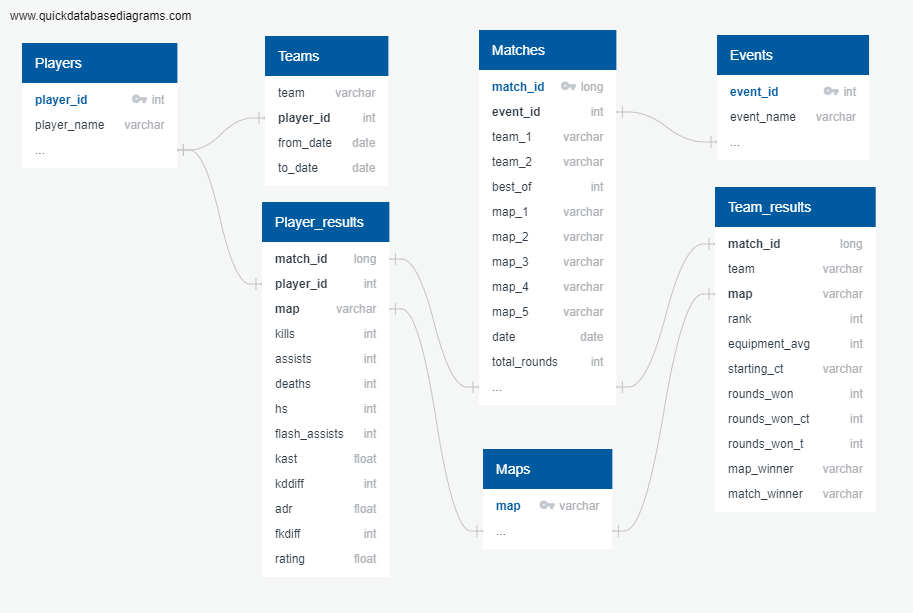 www.quickdatabasediagrams.com
Players
player_id int
player_name varchar
...
Teams
team varchar
player_id int
from_date date
to_date date
Player_results
match_id long
player_id int
map varchar
kills int
assists int
deaths int
hs int
flash_assists int
kast float
kddiff int
adr float
fkdiff int
rating float
Matches
match_id long
event_id int
team_1 varchar
team_2 varchar
best_of int
map_1 varchar
map_2 varchar
map_3 varchar
map_4 varchar
map_5 varchar
date date
total_rounds int
...
Maps
map varchar
...
Events
event_id int
event_name varchar
...
Team_results
match_id long
team varchar
map varchar
rank int
equipment_avg int
starting_ct varchar
rounds_won int
rounds_won_ct int
rounds_won_t int
map_winner varchar
match_winner varchar